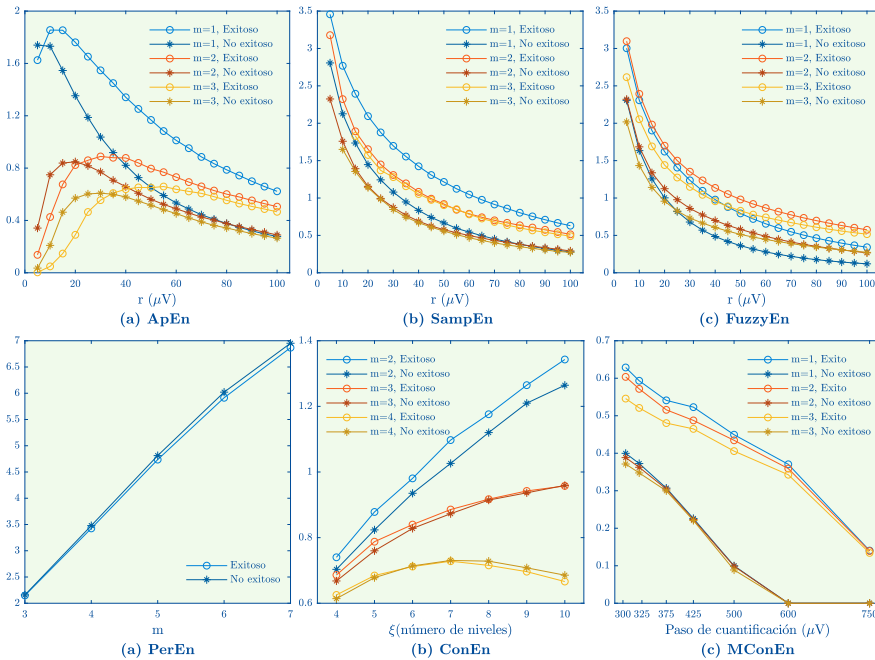 2
1.6
1.2
0.8
0.4
0
0
20
40
60
80
100
m=1, Exitoso
m=1, No exitoso
m=2, Exitoso
m=2, No exitoso
m=3, Exitoso
m=3, No exitoso
r (μV)
(a) ApEn
3.5
3
2.5
2
1.5
1
0.5
0
0
10
20
30
40
50
60
70
80
90
100
m=1, Exitoso
m=1, No exitoso
m=2, Exitoso
m=2, No exitoso
m=3, Exitoso
m=3, No exitoso
r (μV)
(b) SampEn
3.5
3
2.5
2
1.5
1
0.5
0
0
10
20
30
40
50
60
70
80
90
100
m=1, Exitoso
m=1, No exitoso
m=2, Exitoso
m=2, No exitoso
m=3, Exitoso
m=3, No exitoso
r (μV)
(c) FuzzyEn
7
6.5
6
5.5
5
4.5
4
3.5
3
2.5
2
3
4
5
6
7
Exitoso
No exitoso
m
(a) PerEn
1.4
1.2
1
0.8
0.6
4
5
6
7
8
9
10
m=2, Exitoso
m=2, No exitoso
m=3, Exitoso
m=3, No exitoso
m=4, Exitoso
m=4, No exitoso
ξ(número de niveles)
(b) ConEn
0.7
0.6
0.5
0.4
0.3
0.2
0.1
0
300
325
375
425
500
600
750
m=1, Exito
m=1, No exitoso
m=2, Exito
m=2, No exitoso
m=3, Exito
m=3, No exitoso
Paso de cuantificación (μV)
(c) MConEn